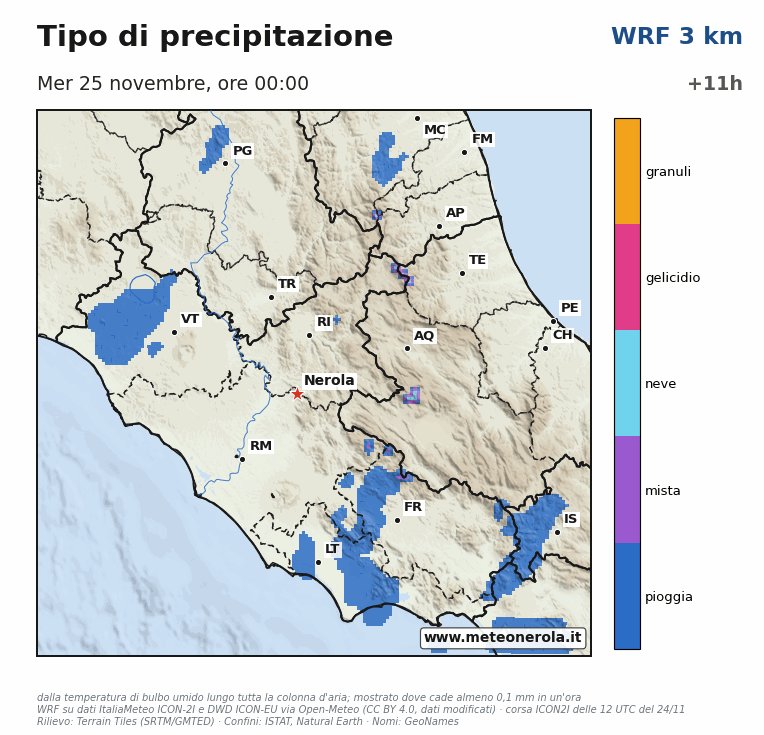 Tipo di precipitazione
WRF 3 km
Mer 25 novembre, ore 00:00
+11h
MC
FM
PG
AP
TE
TR
PE
VT
RI
AQ
CH
Nerola
RM
FR
IS
LT
www.meteonerola.it
granuli
gelicidio
neve
mista
pioggia
dalla temperatura di bulbo umido lungo tutta la colonna d'aria; mostrato dove cade almeno 0,1 mm in un'ora
WRF su dati ItaliaMeteo ICON-2I e DWD ICON-EU via Open-Meteo (CC BY 4.0, dati modificati) · corsa ICON2I delle 12 UTC del 24/11
Rilievo: Terrain Tiles (SRTM/GMTED) · Confini: ISTAT, Natural Earth · Nomi: GeoNames